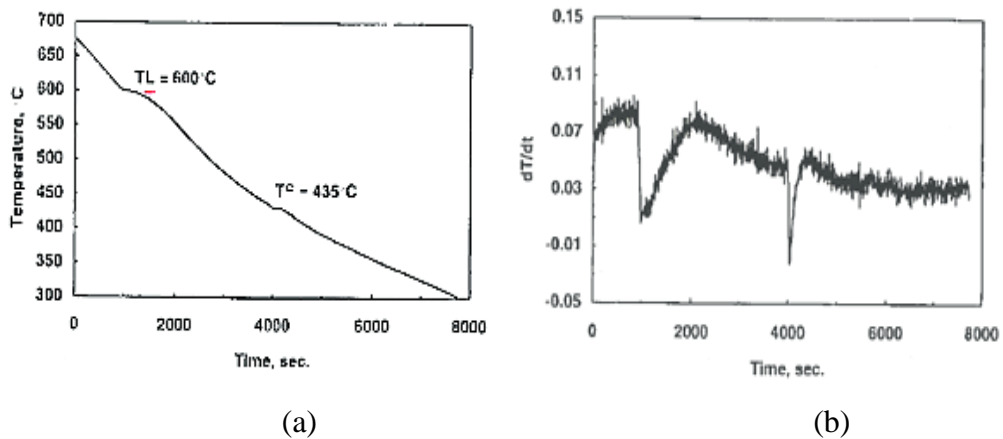 700
650
600
550
500
450
400
350
300
TL = 600°C
T = 435°C
Temperature, °C
0 2000 4000 6000 8000
Time, sec.
(a)
0.15
0.11
0.07
0.03
-0.01
-0.05
dT/dt
0 2000 4000 6000 8000
Time, sec.
(b)